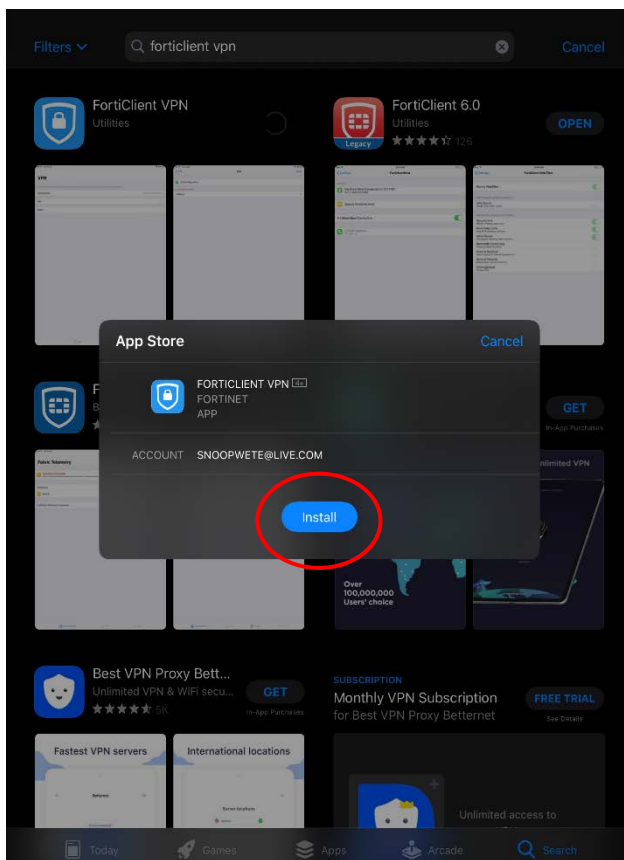 Filters
forticlient vpn
Cancel
FortiClient VPN
Utilities
FortiClient 6.0
Utilities
126
OPEN
Legacy
VPN
App Store
Cancel
FORTICLIENT VPN 4+
FORTINET
APP
ACCOUNT SNOOPWETE@LIVE.COM
Install
GET
In-App Purchases
Fabric Telemetry
nlimited VPN
Over
100,000,000
Users' choice
Best VPN Proxy Bett...
Unlimited VPN & WiFi secu...
5K
GET
In-App Purchases
SUBSCRIPTION
Monthly VPN Subscription
for Best VPN Proxy Betternet
FREE TRIAL
See Details
Fastest VPN servers
International locations
Unlimited access to
Today
Games
Apps
Arcade
Search